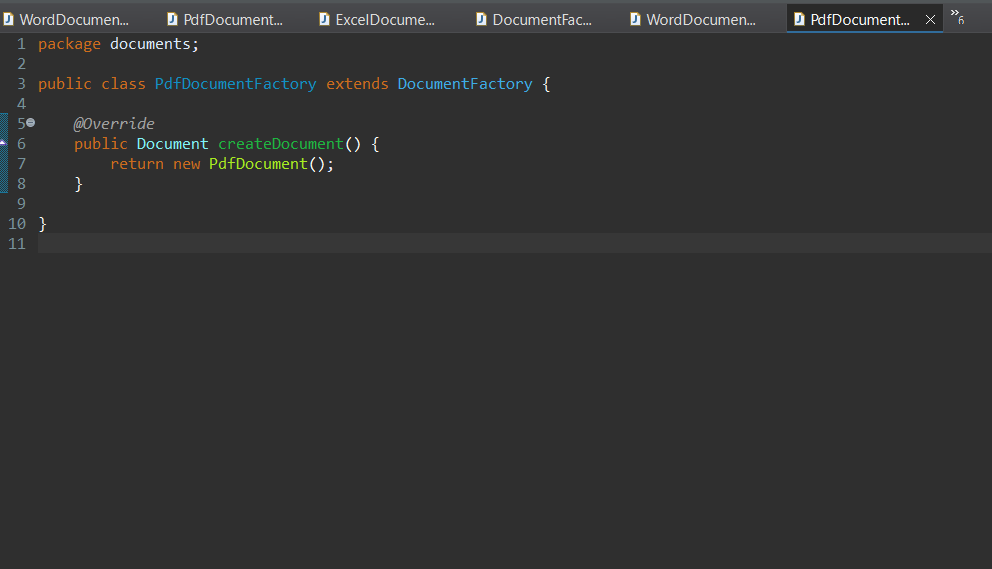 WordDocumen... PdfDocument... ExcelDocume... DocumentFac... WordDocumen... PdfDocument... »6
1 package documents;
2
3 public class PdfDocumentFactory extends DocumentFactory {
4
5 @Override
6 public Document createDocument() {
7 return new PdfDocument();
8 }
9
10 }
11